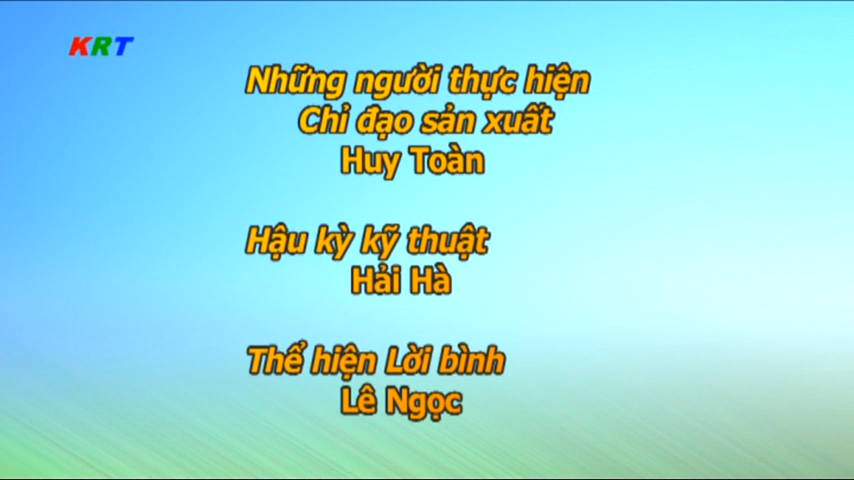 KRT
Những người thực hiện
Chỉ đạo sản xuất
Huy Toàn
Hậu kỳ kỹ thuật
Hải Hà
Thể hiện Lời bình
Lê Ngọc